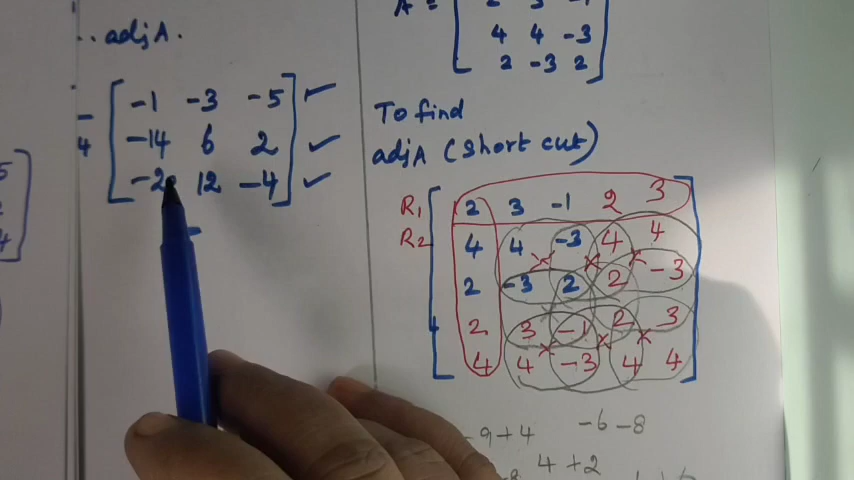 adj A.
-1 -3 -5
-14 6 2
-20 12 -4
4
A =
4 4 -3
2 -3 2
To find
adj A (Short cut)
R1 2 3 -1 2 3
R2 4 4 -3 4 4
2 -3 2 2 -3
2 3 -1 2 3
4 4 -3 4 4
-9+4 -6-8
4+2